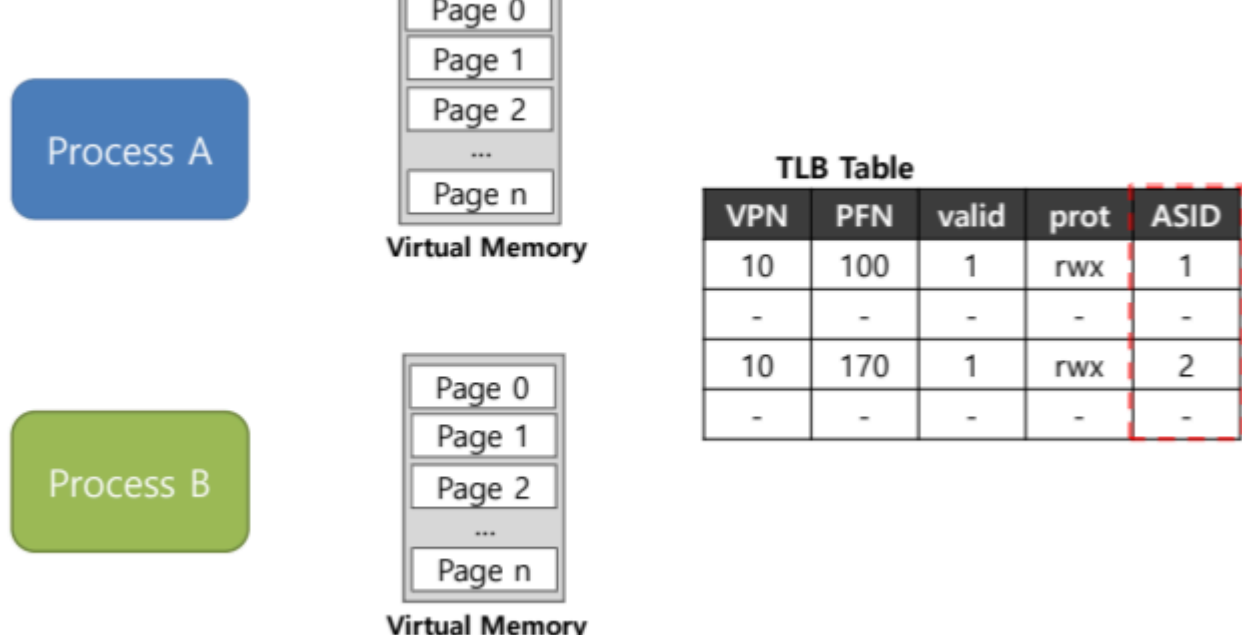 Page 0
Page 1
Page 2
...
Page n
Virtual Memory
Process A
TLB Table
VPN PFN valid prot ASID
10 100 1 rwx 1
- - - - -
10 170 1 rwx 2
- - - - -
Process B
Page 0
Page 1
Page 2
...
Page n
Virtual Memory